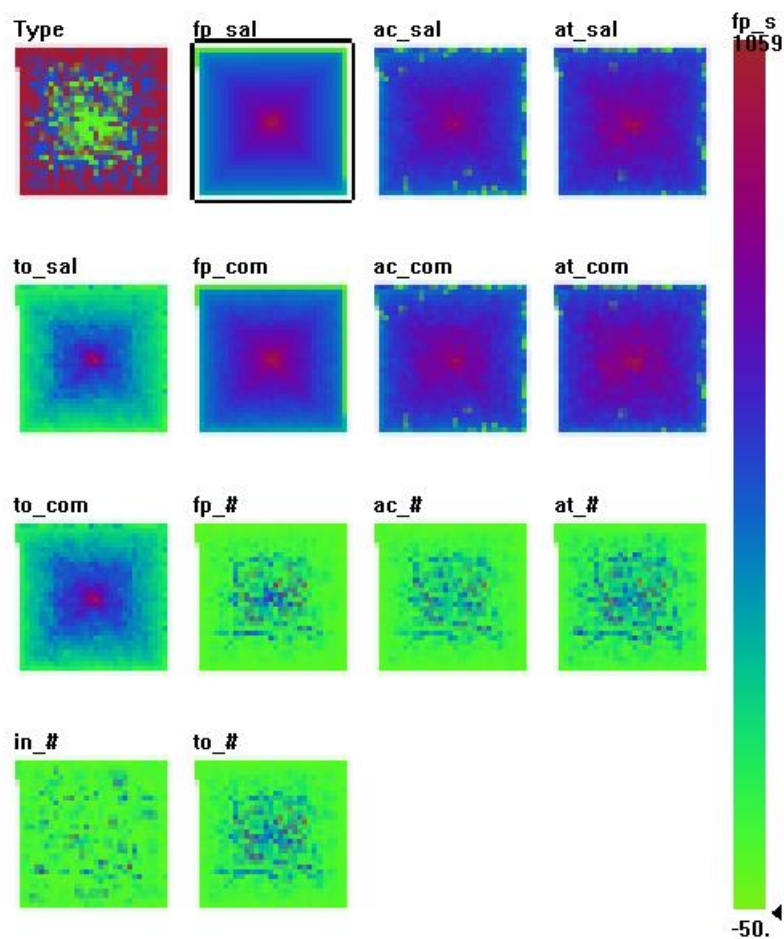 Type fp_sal ac_sal at_sal fp_s
1059
to_sal fp_com ac_com at_com
to_com fp_# ac_# at_#
in_# to_#
-50.